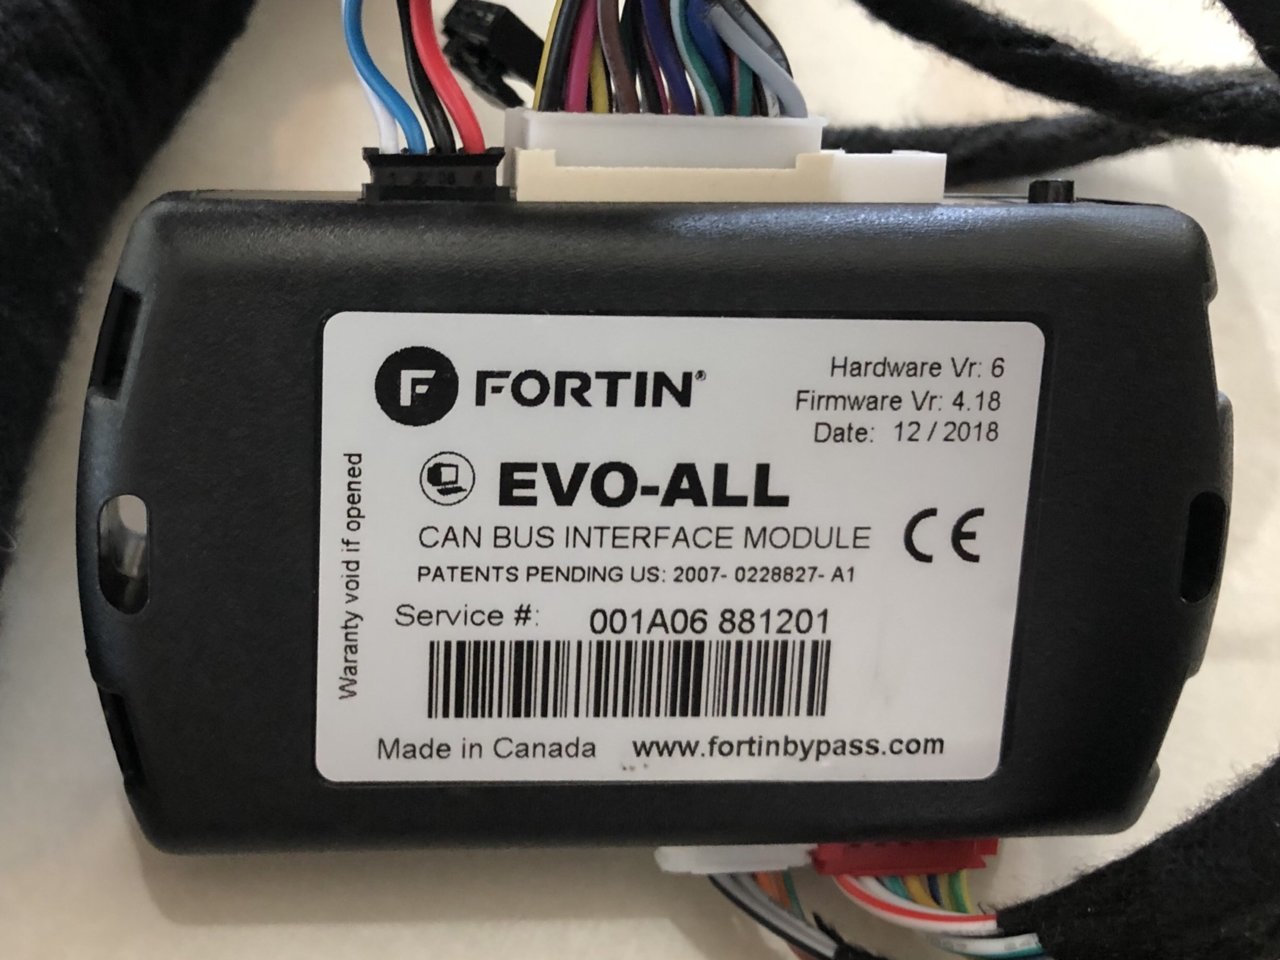 F FORTIN®
Hardware Vr: 6
Firmware Vr: 4.18
Date: 12 / 2018
EVO-ALL
CAN BUS INTERFACE MODULE
CE
PATENTS PENDING US: 2007- 0228827- A1
Service #: 001A06 881201
Made in Canada www.fortinbypass.com
Warranty void if opened